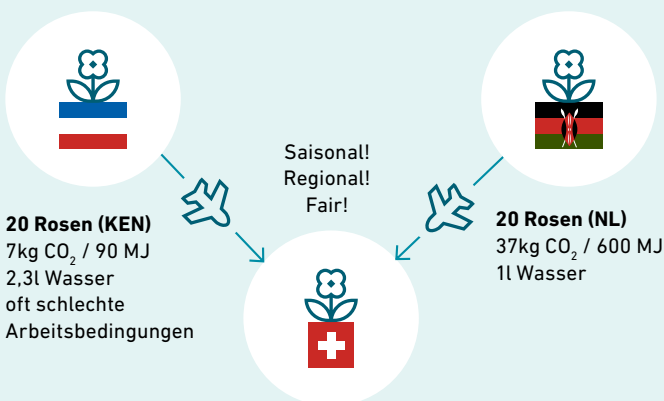 Saisonal!
Regional!
Fair!
20 Rosen (KEN)
7kg CO₂ / 90 MJ
2,3l Wasser
oft schlechte
Arbeitsbedingungen
20 Rosen (NL)
37kg CO₂ / 600 MJ
1l Wasser